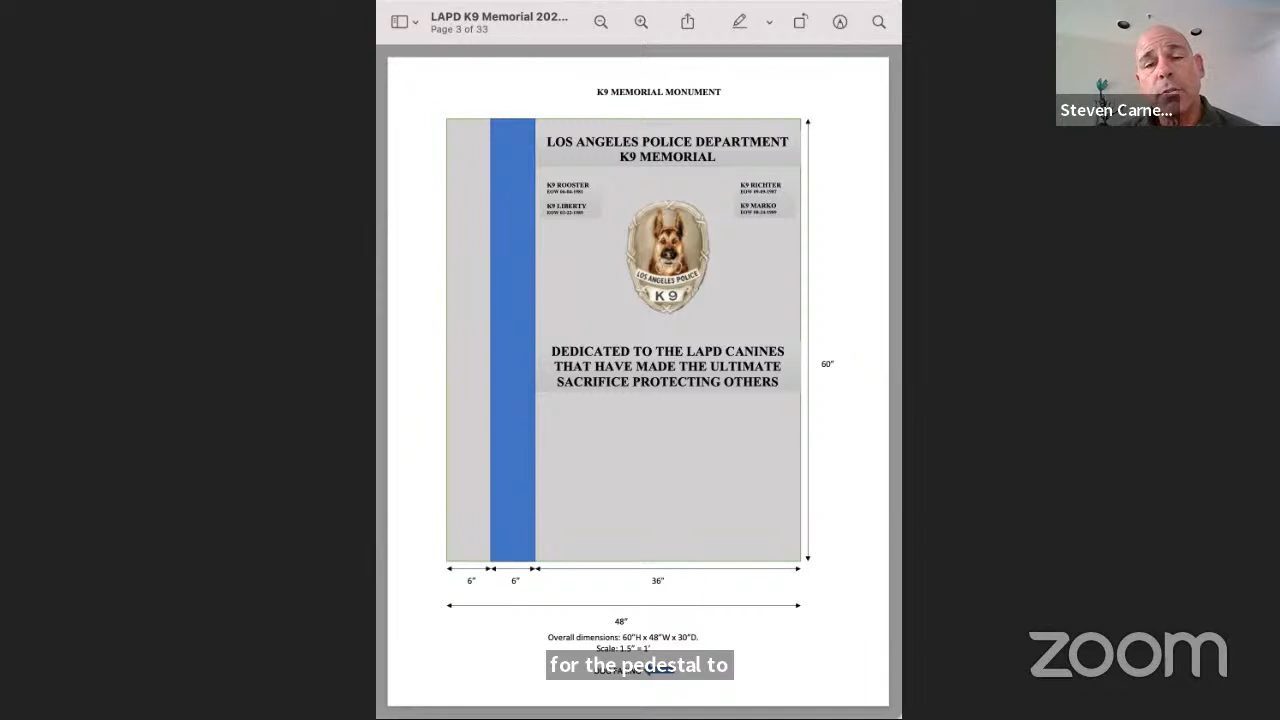 LAPD K9 Memorial 202...
Page 3 of 33
Steven Carne...
K9 MEMORIAL MONUMENT
LOS ANGELES POLICE DEPARTMENT
K9 MEMORIAL
K9 ROOSTER
K9 LIBERTY
K9 RICHTER
K9 MARKO
LOS ANGELES POLICE
K9
DEDICATED TO THE LAPD CANINES
THAT HAVE MADE THE ULTIMATE
SACRIFICE PROTECTING OTHERS
60"
6"
6"
36"
48"
Overall dimensions: 60"H x 48"W x 30"D.
Scale: 1.5" = 1'
for the pedestal to
zoom